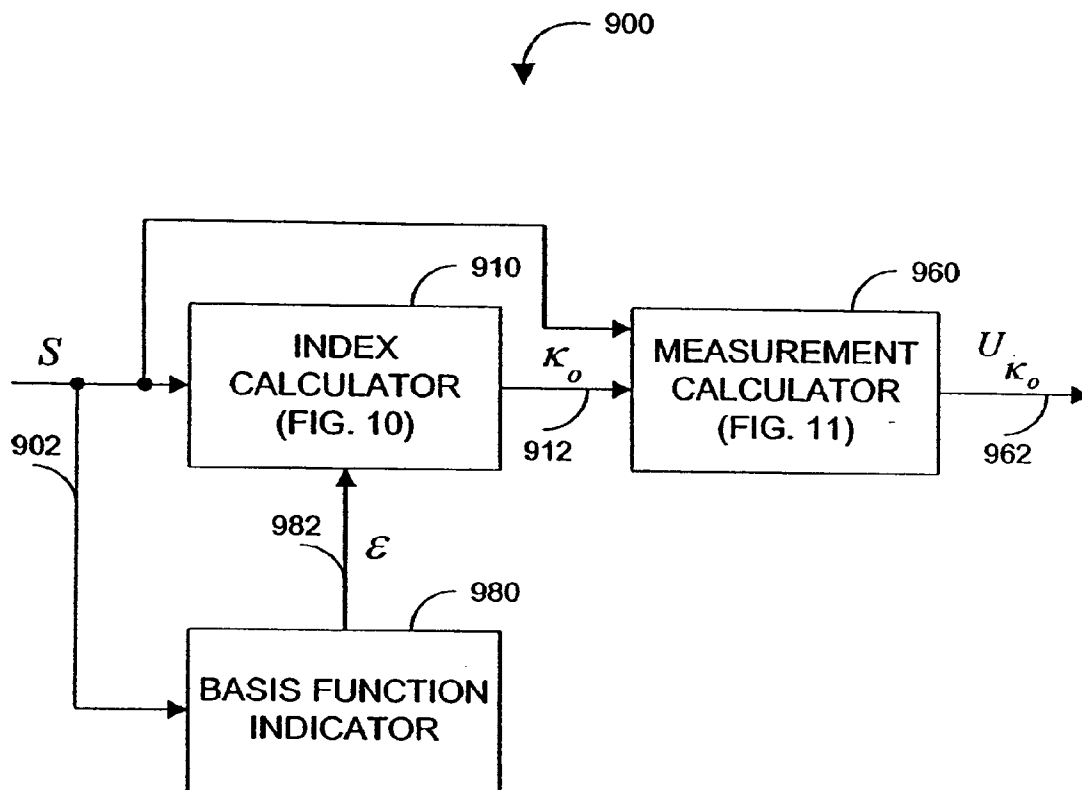 900
910
960
S
INDEX
CALCULATOR
(FIG. 10)
κo
912
MEASUREMENT
CALCULATOR
(FIG. 11)
Uκo
962
902
982
ε
980
BASIS FUNCTION
INDICATOR